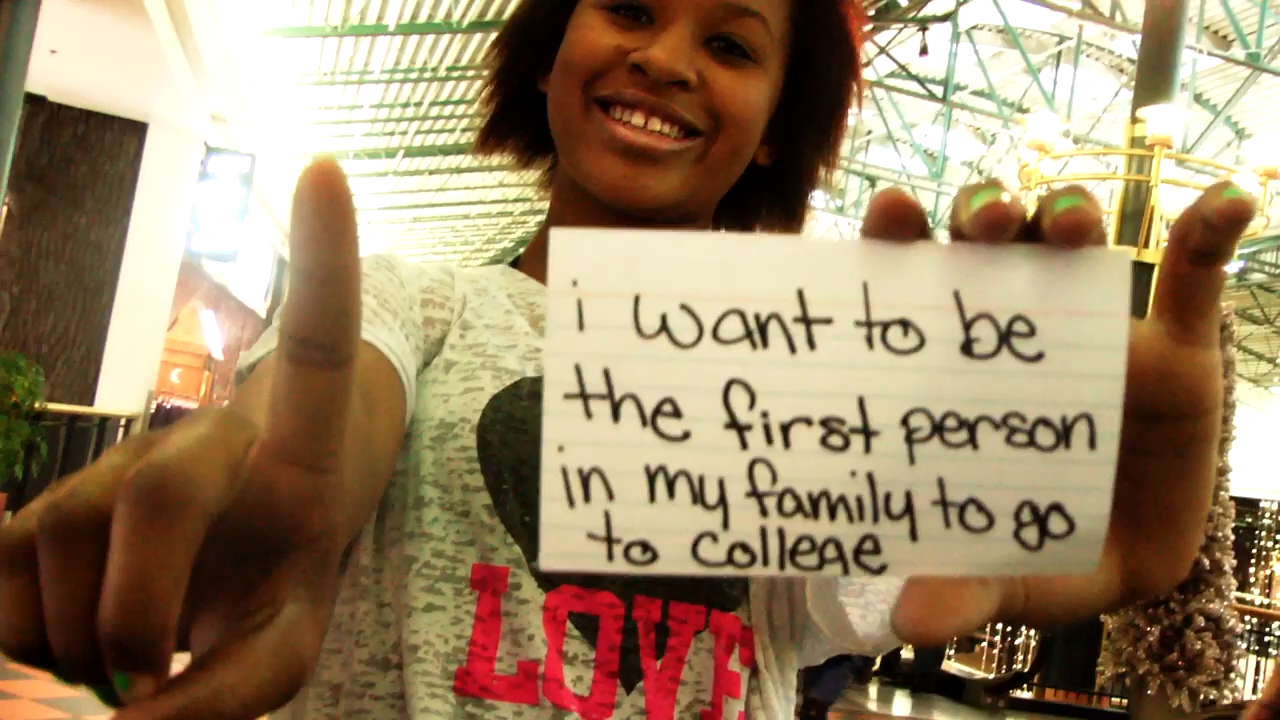 i want to be
the first person
in my family to go
to college
LOVE